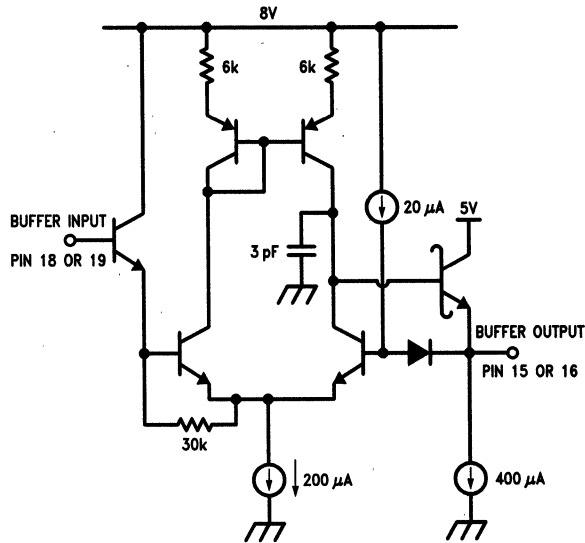 8V
6k
6k
20 μA
5V
BUFFER INPUT
PIN 18 OR 19
3 pF
BUFFER OUTPUT
PIN 15 OR 16
30k
200 μA
400 μA